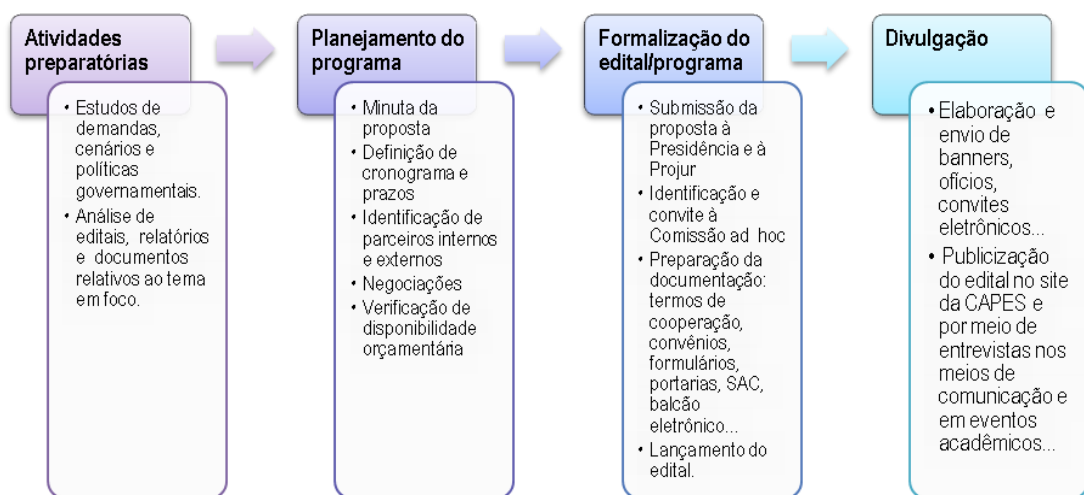 Atividades
preparatórias
• Estudos de
demandas,
cenários e
políticas
governamentais.
• Análise de
editais, relatórios
e documentos
relativos ao tema
em foco.
Planejamento do
programa
• Minuta da
proposta
• Definição de
cronograma e
prazos
• Identificação de
parceiros internos
e externos
• Negociações
• Verificação de
disponibilidade
orçamentária
Formalização do
edital/programa
• Submissão da
proposta à
Presidência e à
Projur
• Identificação e
convite à
Comissão ad hoc
• Preparação da
documentação:
termos de
cooperação,
convênios,
formulários,
portarias, SAC,
balcão
eletrônico...
• Lançamento do
edital.
Divulgação
• Elaboração e
envio de
banners,
ofícios,
convites
eletrônicos...
• Publicização
do edital no site
da CAPES e
por meio de
entrevistas nos
meios de
comunicação e
em eventos
acadêmicos...